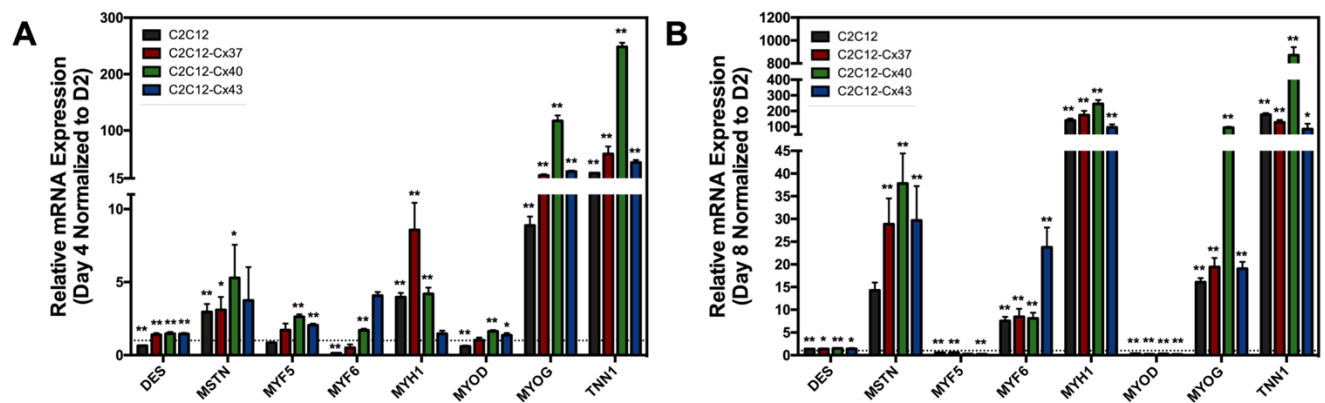 A
Relative mRNA Expression
(Day 4 Normalized to D2)
300
200
100
15
10
5
0
C2C12
C2C12-Cx37
C2C12-Cx40
C2C12-Cx43
** ** ** **
** * *
** **
** **
** ** **
** ** *
** ** ** **
** ** ** **
DES
MSTN
MYF5
MYF6
MYH1
MYOD
MYOG
TNN1
B
Relative mRNA Expression
(Day 8 Normalized to D2)
1200
1000
800
400
300
200
100
45
40
35
30
25
20
15
10
5
0
C2C12
C2C12-Cx37
C2C12-Cx40
C2C12-Cx43
** * ** *
** ** **
** ** **
** ** ** **
** ** ** **
** ** ** **
** ** ** **
** ** ** *
DES
MSTN
MYF5
MYF6
MYH1
MYOD
MYOG
TNN1